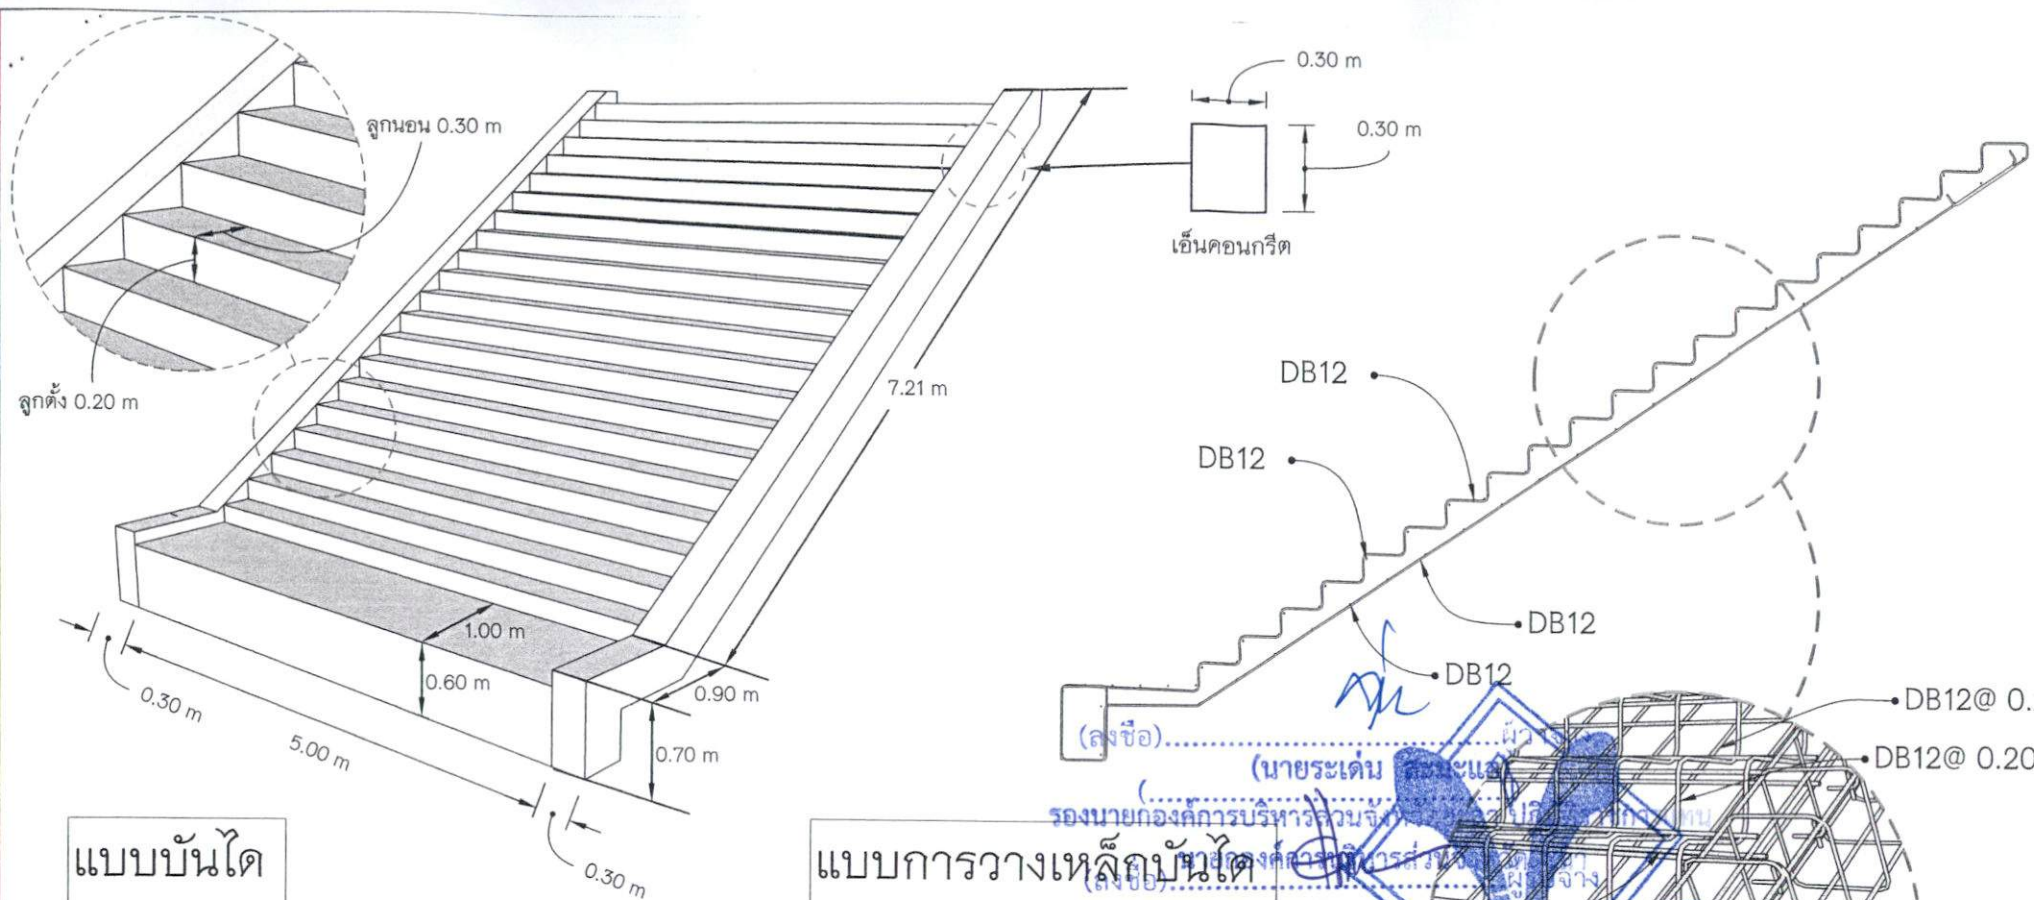 ลูกนอน 0.30 m
ลูกตั้ง 0.20 m
0.30 m
0.30 m
เอ็นคอนกรีต
7.21 m
1.00 m
0.60 m
0.90 m
0.70 m
0.30 m
5.00 m
0.30 m
แบบบันได
DB12
DB12
DB12
DB12
DB12@ 0.
DB12@ 0.20
แบบการวางเหล็กบันได
(ลงชื่อ)
(นายระเด่น
รองนายกองค์การบริหารส่วน
(ลงชื่อ)